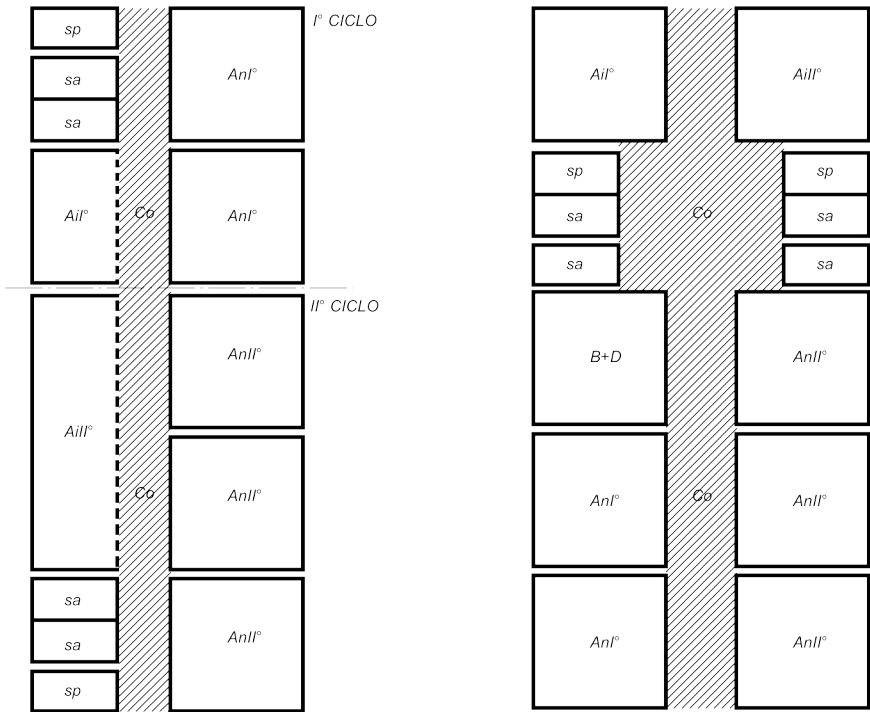 sp
I° CICLO
sa
AnI°
sa
AiI°
Co
AnI°
II° CICLO
AnII°
AiII°
Co
AnII°
sa
sa
AnII°
sp
AiI°
AiII°
sp
sp
sa
Co
sa
sa
sa
B+D
AnII°
AnI°
Co
AnII°
AnI°
AnII°